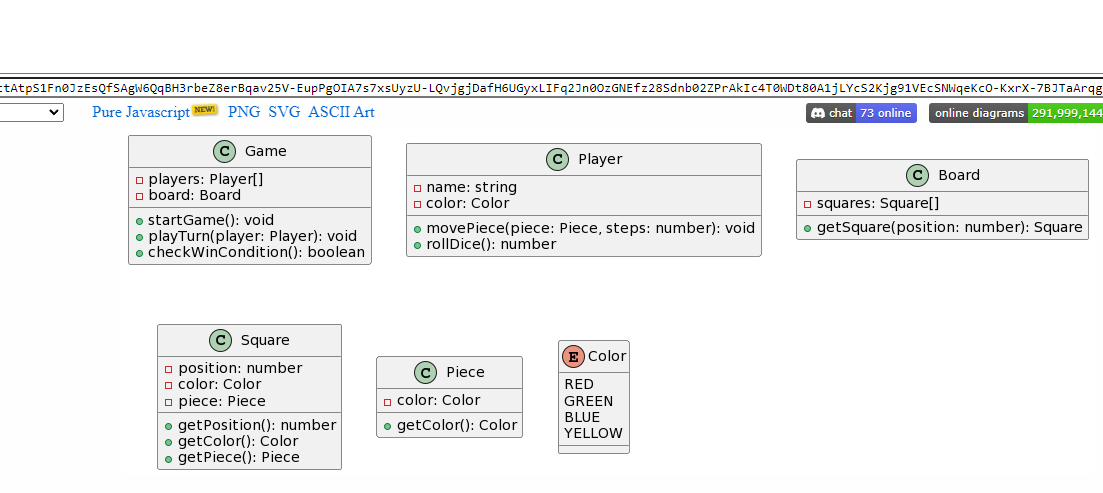 ctAtpS1Fn0JzEsQfSAgW6QqBH3rbeZ8erBqav25V-EupPgOIA7s7xsUyzU-LQvjgjDafH6UGyxLIFq2Jn0OzGNEfz28Sdnb02ZPrAkIc4T0WDt80A1jLYcS2Kjg91VEcSNWqeKcO-KxrX-7BJTaArqg
Pure Javascript NEW! PNG SVG ASCII Art
chat 73 online online diagrams 291,999,144
C Game
players: Player[]
board: Board
startGame(): void
playTurn(player: Player): void
checkWinCondition(): boolean
C Player
name: string
color: Color
movePiece(piece: Piece, steps: number): void
rollDice(): number
C Board
squares: Square[]
getSquare(position: number): Square
C Square
position: number
color: Color
piece: Piece
getPosition(): number
getColor(): Color
getPiece(): Piece
C Piece
color: Color
getColor(): Color
E Color
RED
GREEN
BLUE
YELLOW